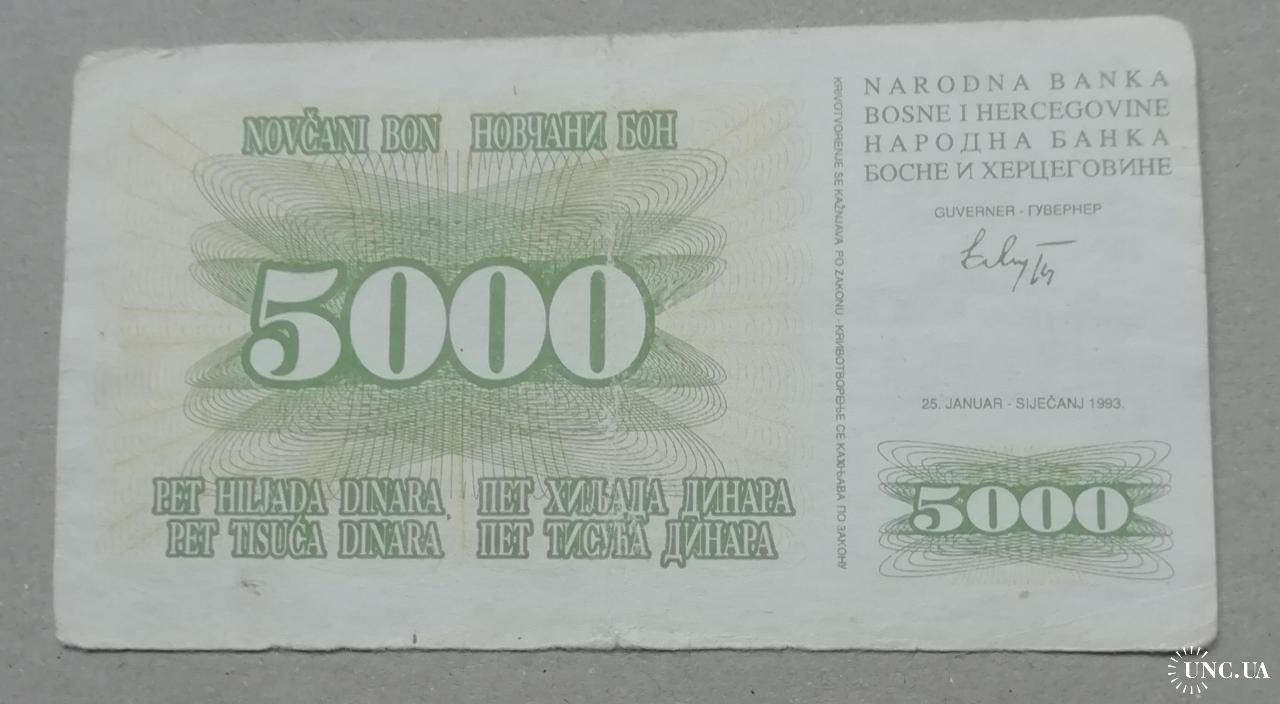 NOVČANI BON НОВЧАНИ БОН
5000
PET HILJADA DINARA ПЕТ ХИЉАДА ДИНАРА
PET TISUĆA DINARA ПЕТ ТИСУЋА ДИНАРА
KRIVOTVORENJE SE KAŽNJAVA PO ZAKONU - КRИВОТВОРЕЊЕ СЕ КАЖЊАВА ПО ЗАКОНУ
NARODNA BANKA
BOSNE I HERCEGOVINE
НАРОДНА БАНКА
БОСНЕ И ХЕРЦЕГОВИНЕ
GUVERNER - ГУВЕРНЕР
25. JANUAR - SIJEČANJ 1993.
5000
UNC.UA